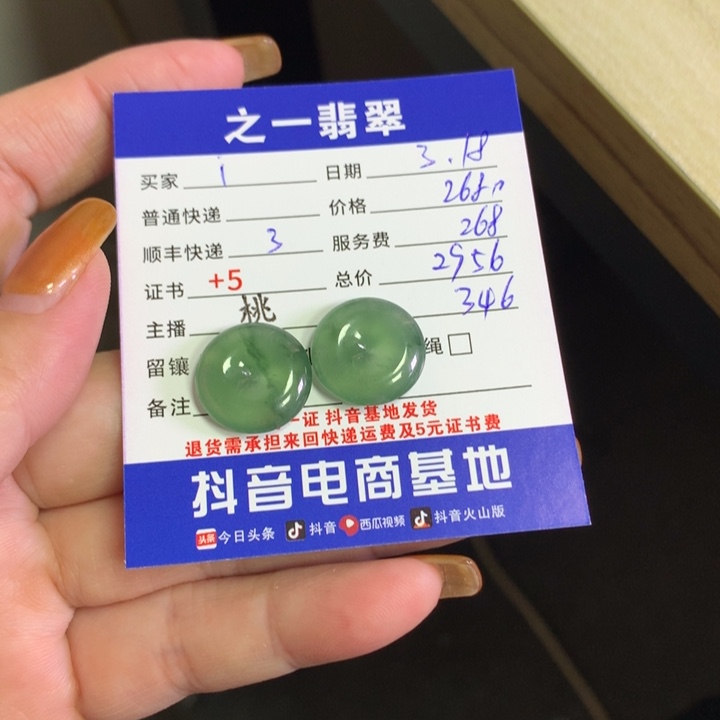 之一翡翠
买家 i 日期 3.18
普通快递 价格 2680
顺丰快递 3 服务费 268
证书 +5 总价 2956
主播 桃 346
留镶 绳
备注
一证 抖音基地发货
退货需承担来回快递运费及5元证书费
抖音电商基地
头条 今日头条 抖音 西瓜视频 抖音火山版